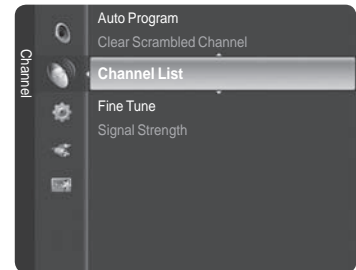 Channel
Auto Program
Clear Scrambled Channel
Channel List
Fine Tune
Signal Strength